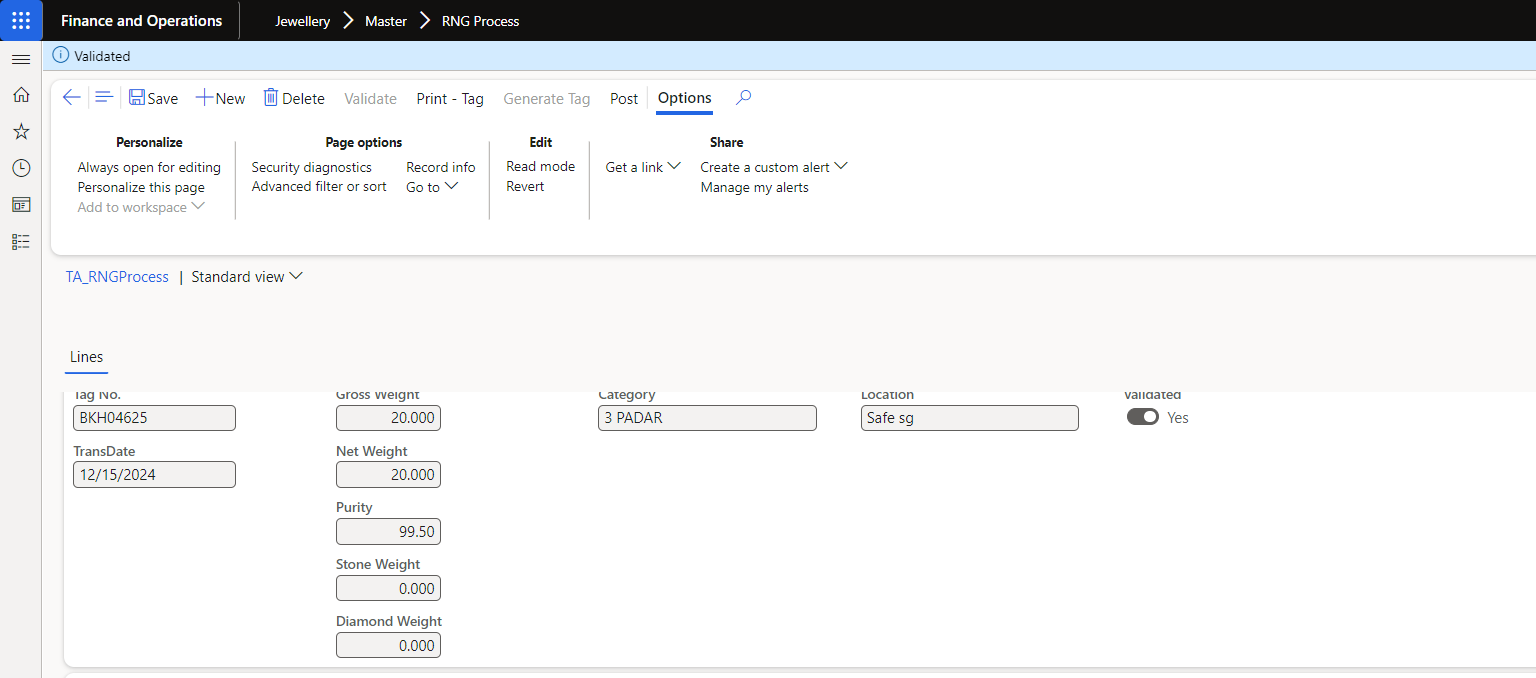 Finance and Operations Jewellery Master RNG Process
Validated
Save New Delete Validate Print - Tag Generate Tag Post Options
Personalize
Always open for editing
Personalize this page
Add to workspace
Page options
Security diagnostics
Advanced filter or sort
Record info
Go to
Edit
Read mode
Revert
Share
Get a link
Create a custom alert
Manage my alerts
TA_RNGProcess | Standard view
Lines
Tag No.
BKH04625
TransDate
12/15/2024
Gross Weight
20.000
Net Weight
20.000
Purity
99.50
Stone Weight
0.000
Diamond Weight
0.000
Category
3 PADAR
Location
Safe sg
Validated
Yes